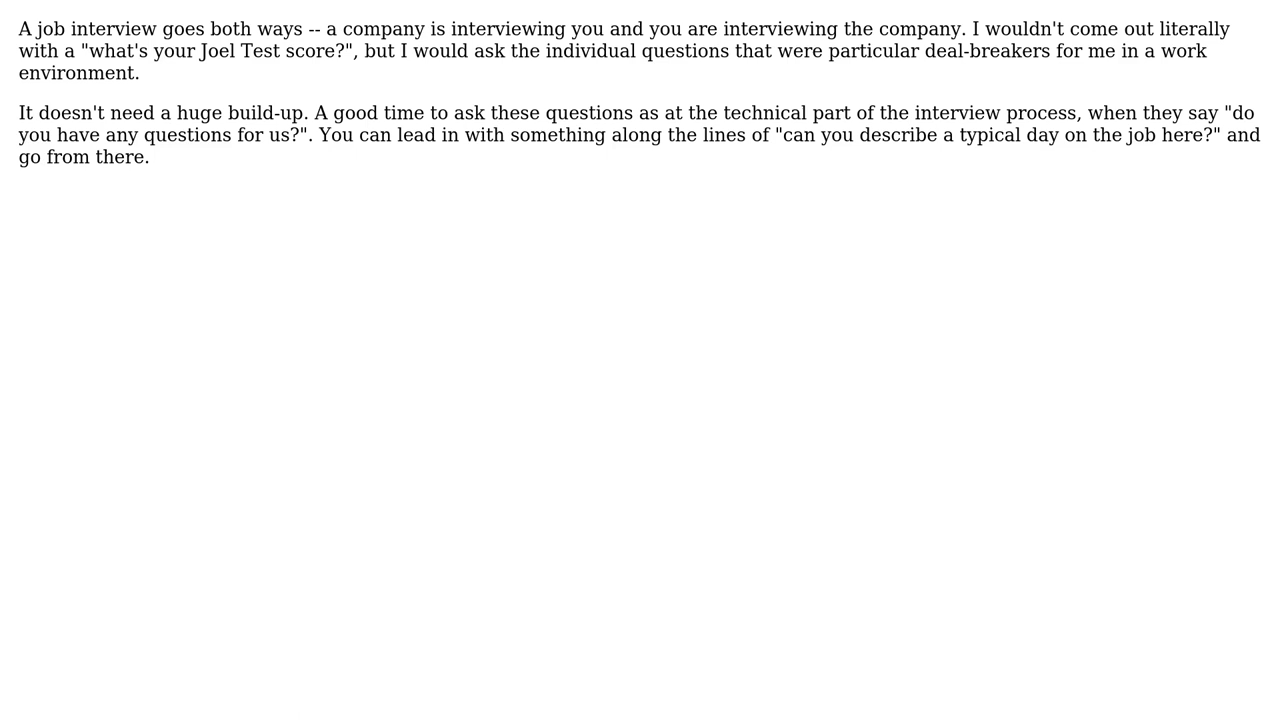 A job interview goes both ways -- a company is interviewing you and you are interviewing the company. I wouldn't come out literally
with a "what's your Joel Test score?", but I would ask the individual questions that were particular deal-breakers for me in a work
environment.
It doesn't need a huge build-up. A good time to ask these questions as at the technical part of the interview process, when they say "do
you have any questions for us?". You can lead in with something along the lines of "can you describe a typical day on the job here?" and
go from there.